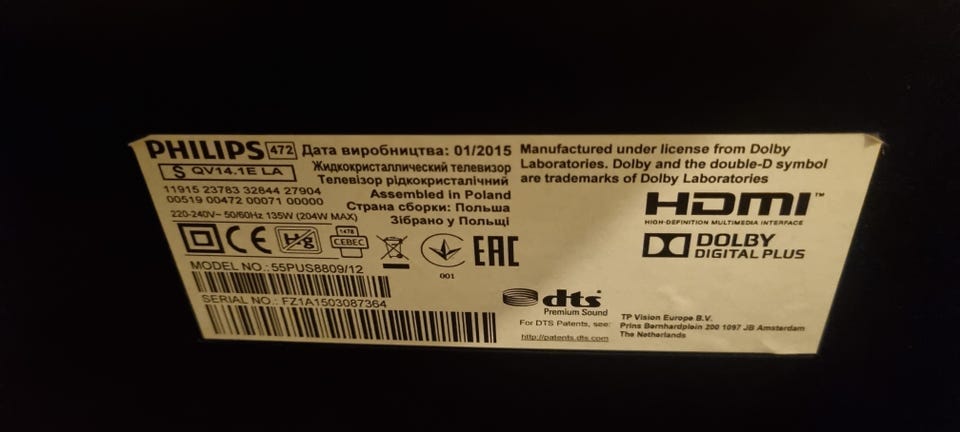 PHILIPS 472 Дата виробництва: 01/2015
S QV14.1E LA
Жидкокристаллический телевизор
Телевізор рідкокристалічний
11915 23783 32844 27904
00519 00472 00071 00000
Assembled in Poland
Страна сборки: Польша
Зібрано у Польщі
220-240V~ 50/60Hz 135W (204W MAX)
CE
Hg
1478
CEBEC
001
EAC
MODEL NO.: 55PUS8809/12
SERIAL NO.: FZ1A1503087364
Manufactured under license from Dolby
Laboratories. Dolby and the double-D symbol
are trademarks of Dolby Laboratories
HDMI™
HIGH-DEFINITION MULTIMEDIA INTERFACE
DOLBY
DIGITAL PLUS
dts
Premium Sound
For DTS Patents, see:
http://patents.dts.com
TP Vision Europe B.V.
Prins Bernhardplein 200 1097 JB Amsterdam
The Netherlands